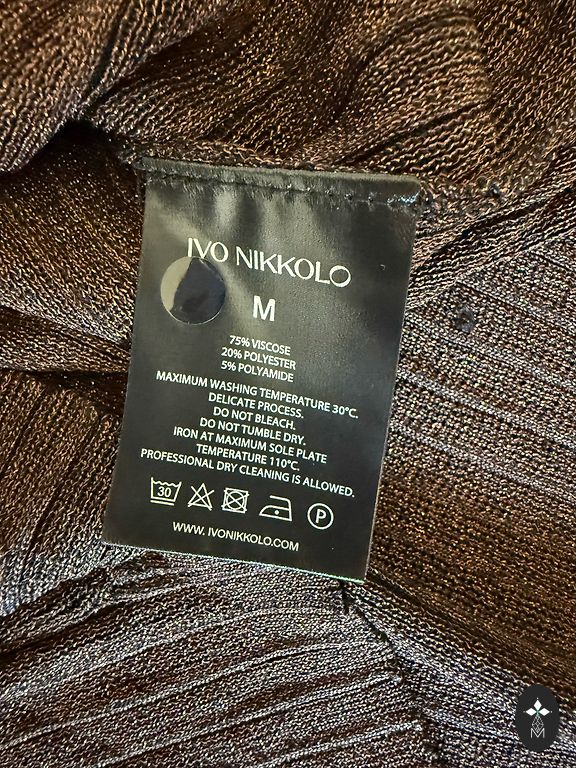 IVO NIKKOLO
M
75% VISCOSE
20% POLYESTER
5% POLYAMIDE
MAXIMUM WASHING TEMPERATURE 30°C.
DELICATE PROCESS.
DO NOT BLEACH.
DO NOT TUMBLE DRY.
IRON AT MAXIMUM SOLE PLATE
TEMPERATURE 110°C.
PROFESSIONAL DRY CLEANING IS ALLOWED.
30 P
WWW.IVONIKKOLO.COM
M